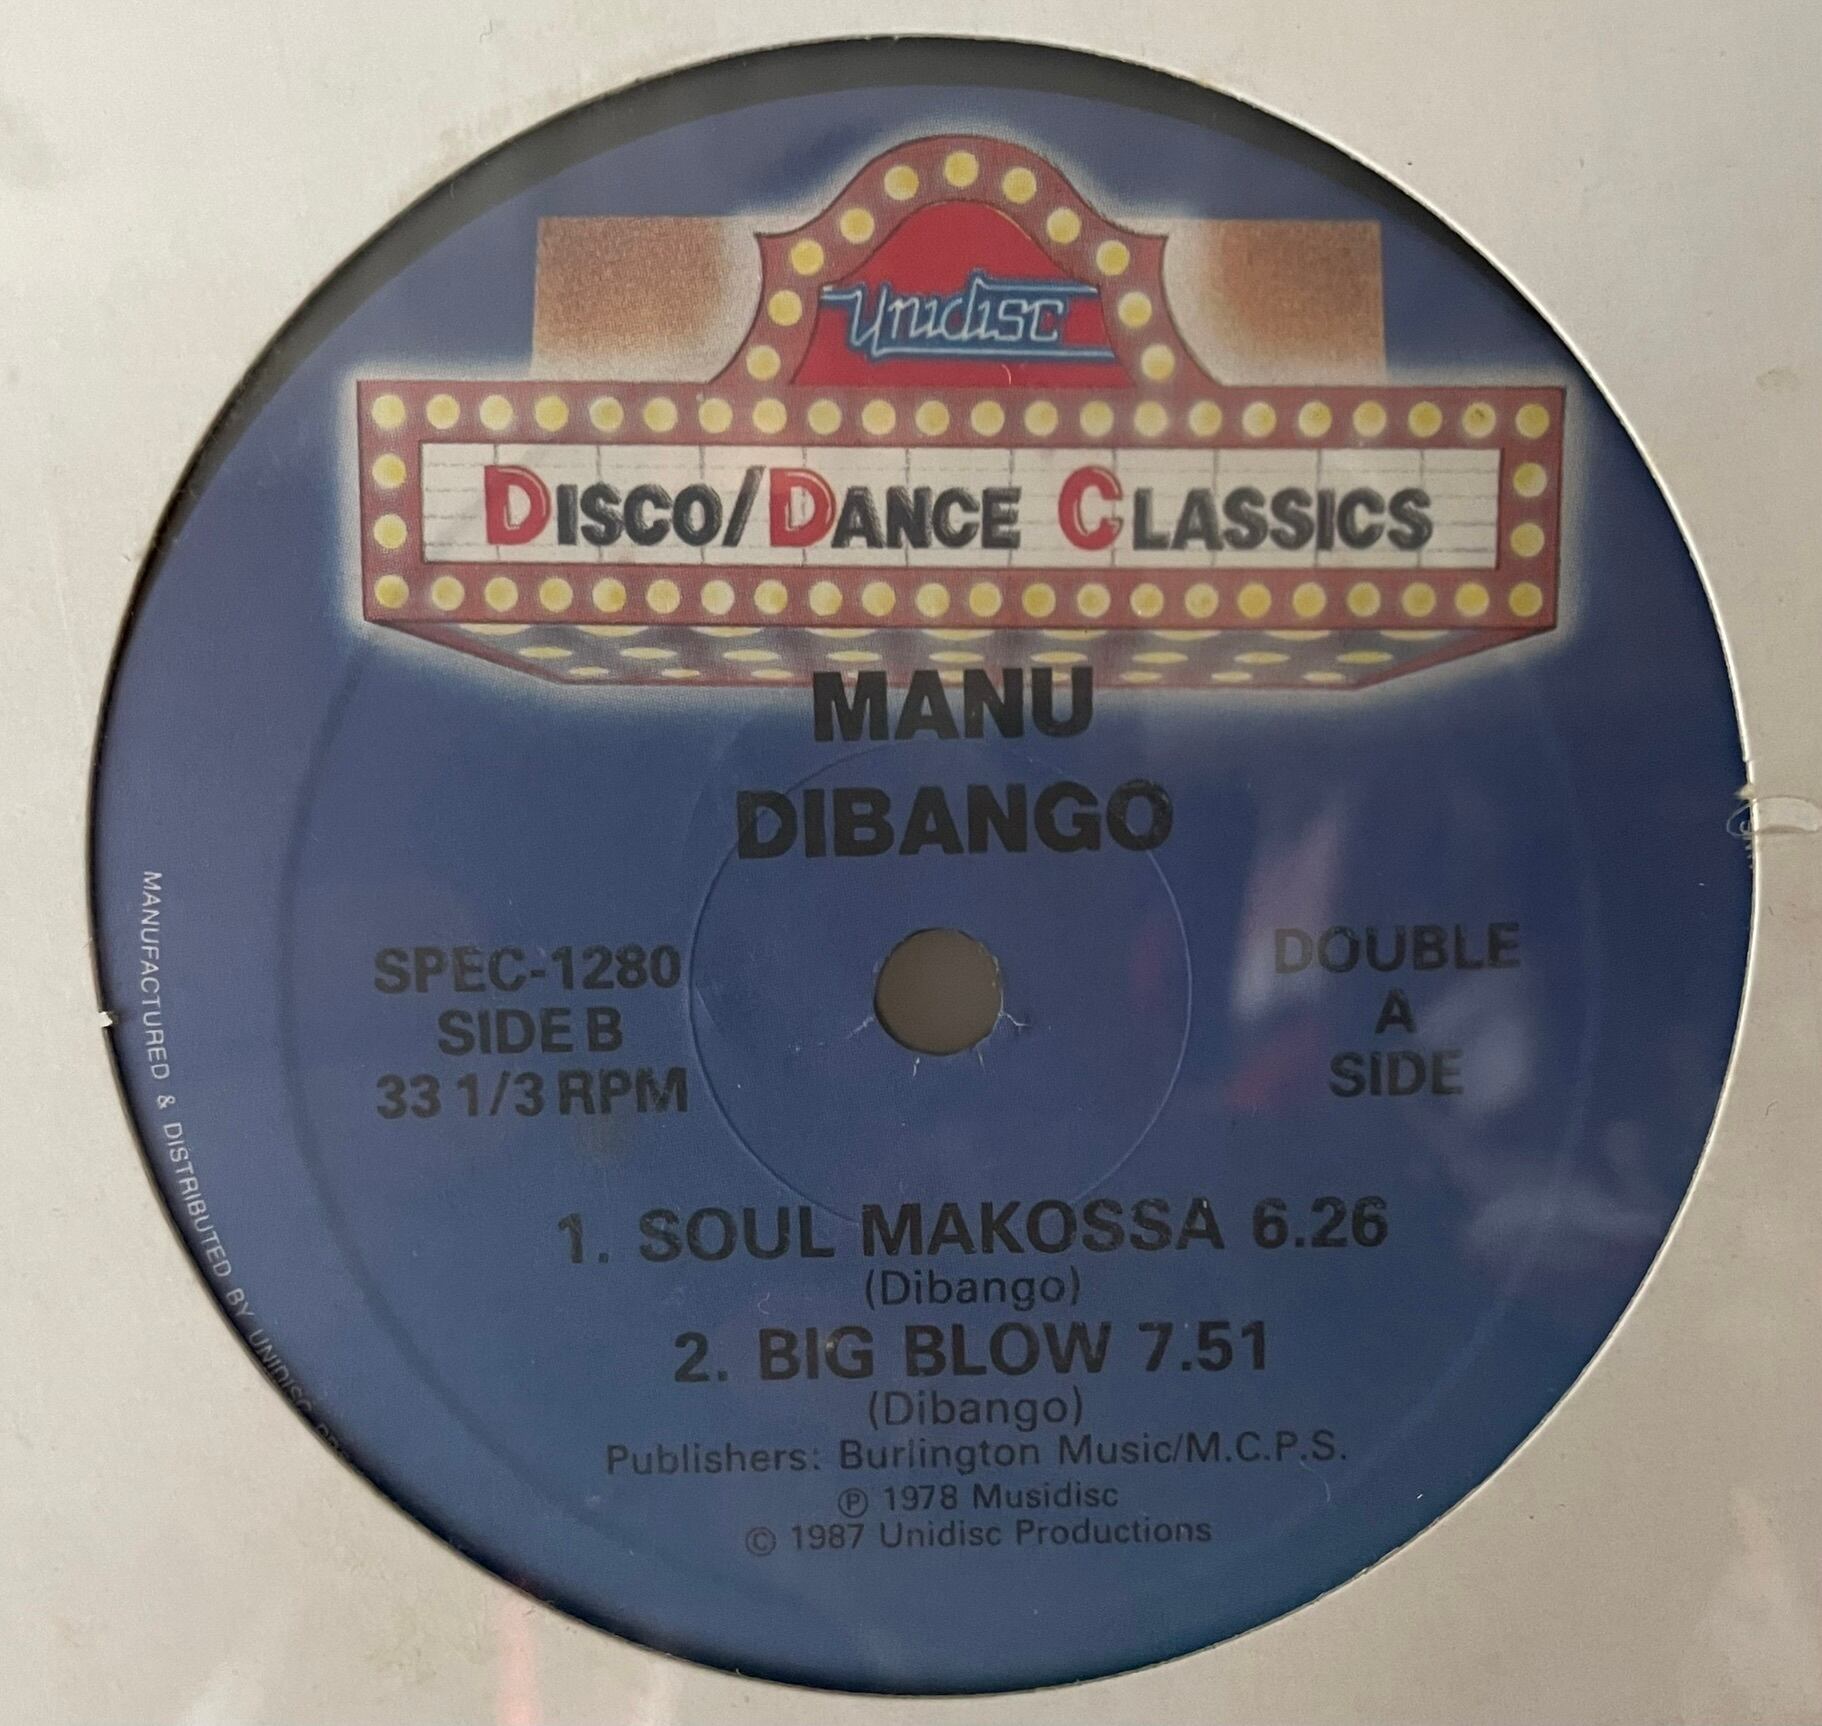 Unidisc
DISCO/DANCE CLASSICS
MANU
DIBANGO
SPEC-1280
SIDE B
33 1/3 RPM
DOUBLE
A
SIDE
1. SOUL MAKOSSA 6.26
(Dibango)
2. BIG BLOW 7.51
(Dibango)
Publishers: Burlington Music/M.C.P.S.
℗ 1978 Musidisc
© 1987 Unidisc Productions
MANUFACTURED & DISTRIBUTED BY UNIDISC